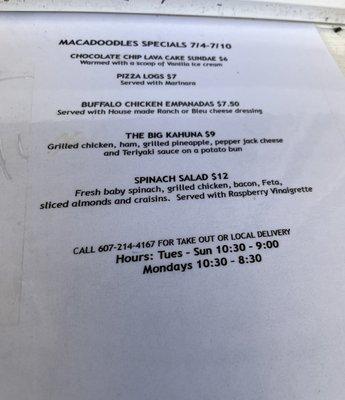 MACADOODLES SPECIALS 7/4-7/10
CHOCOLATE CHIP LAVA CAKE SUNDAE $6
Warmed with a scoop of Vanilla ice cream
PIZZA LOGS $7
Served with Marinara
BUFFALO CHICKEN EMPANADAS $7.50
Served with House made Ranch or Bleu cheese dressing
THE BIG KAHUNA $9
Grilled chicken, ham, grilled pineapple, pepper jack cheese
and Teriyaki sauce on a potato bun
SPINACH SALAD $12
Fresh baby spinach, grilled chicken, bacon, Feta,
sliced almonds and craisins. Served with Raspberry Vinaigrette
CALL 607-214-4167 FOR TAKE OUT OR LOCAL DELIVERY
Hours: Tues - Sun 10:30 - 9:00
Mondays 10:30 - 8:30